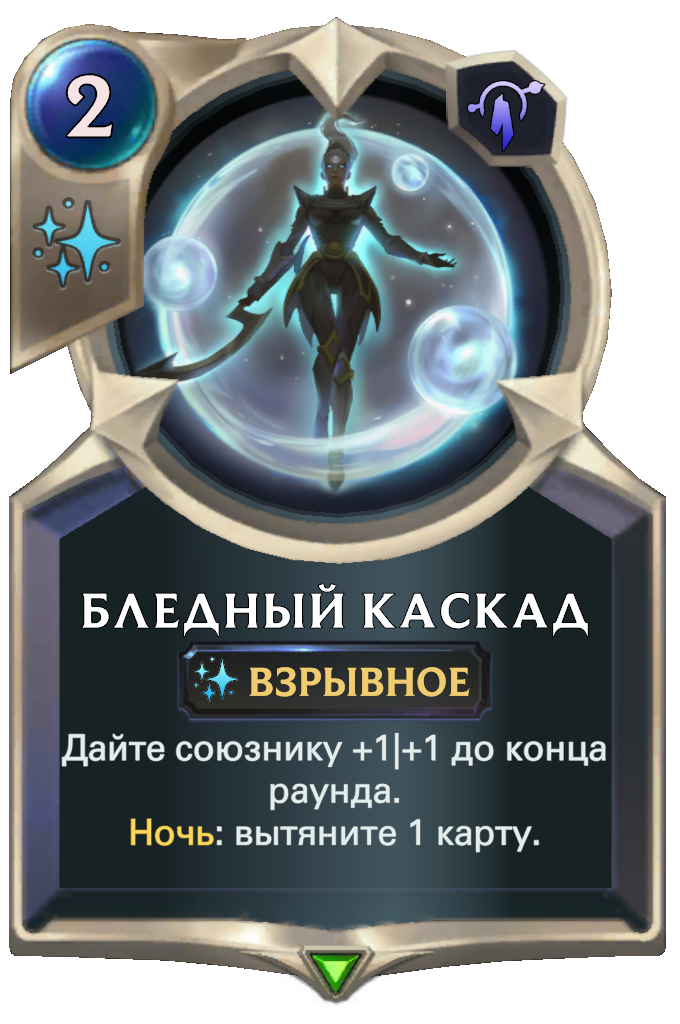 2
БЛЕДНЫЙ КАСКАД
ВЗРЫВНОЕ
Дайте союзнику +1|+1 до конца
раунда.
Ночь: вытяните 1 карту.